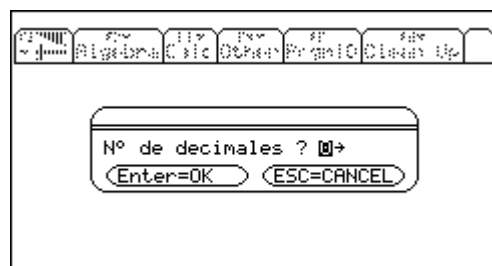 Algebra Calc Other PrgmIO Clean Up
Nº de decimales ? 0→
Enter=OK ESC=CANCEL